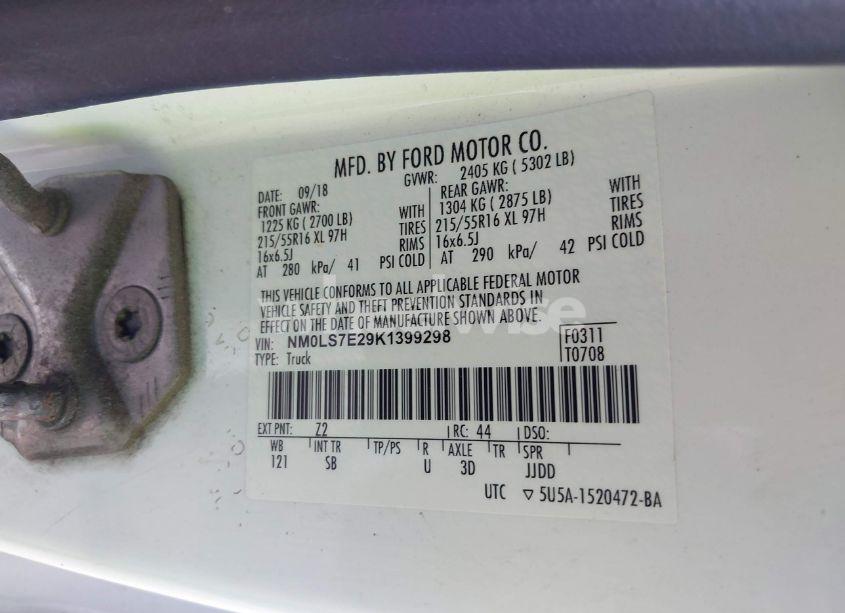 MFD. BY FORD MOTOR CO.
DATE: 09/18 GVWR: 2405 KG ( 5302 LB)
FRONT GAWR: REAR GAWR:
1225 KG ( 2700 LB) WITH 1304 KG ( 2875 LB) WITH
215/55R16 XL 97H TIRES 215/55R16 XL 97H TIRES
16x6.5J RIMS 16x6.5J RIMS
AT 280 kPa/ 41 PSI COLD AT 290 kPa/ 42 PSI COLD
THIS VEHICLE CONFORMS TO ALL APPLICABLE FEDERAL MOTOR
VEHICLE SAFETY AND THEFT PREVENTION STANDARDS IN
EFFECT ON THE DATE OF MANUFACTURE SHOWN ABOVE.
VIN: NM0LS7E29K1399298 F0311
TYPE: Truck T0708
EXT PNT: Z2 RC: 44 DSO:
WB INT TR TP/PS R AXLE TR SPR
121 SB U 3D JJDD
UTC ▽ 5U5A-1520472-BA